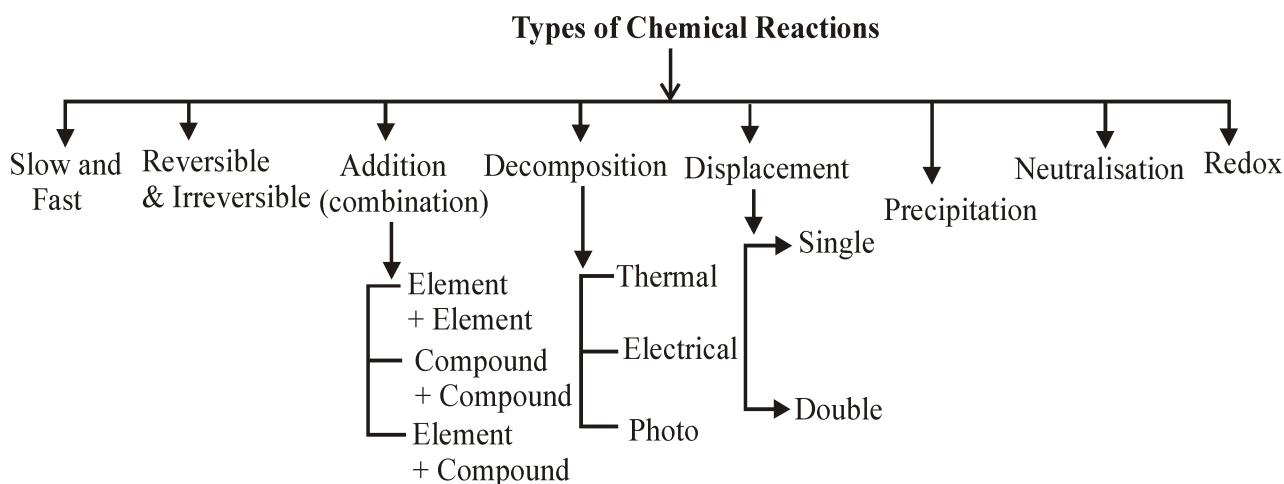 Types of Chemical Reactions
Slow and
Fast
Reversible
& Irreversible
Addition
(combination)
Element
+ Element
Compound
+ Compound
Element
+ Compound
Decomposition
Thermal
Electrical
Photo
Displacement
Single
Double
Precipitation
Neutralisation
Redox